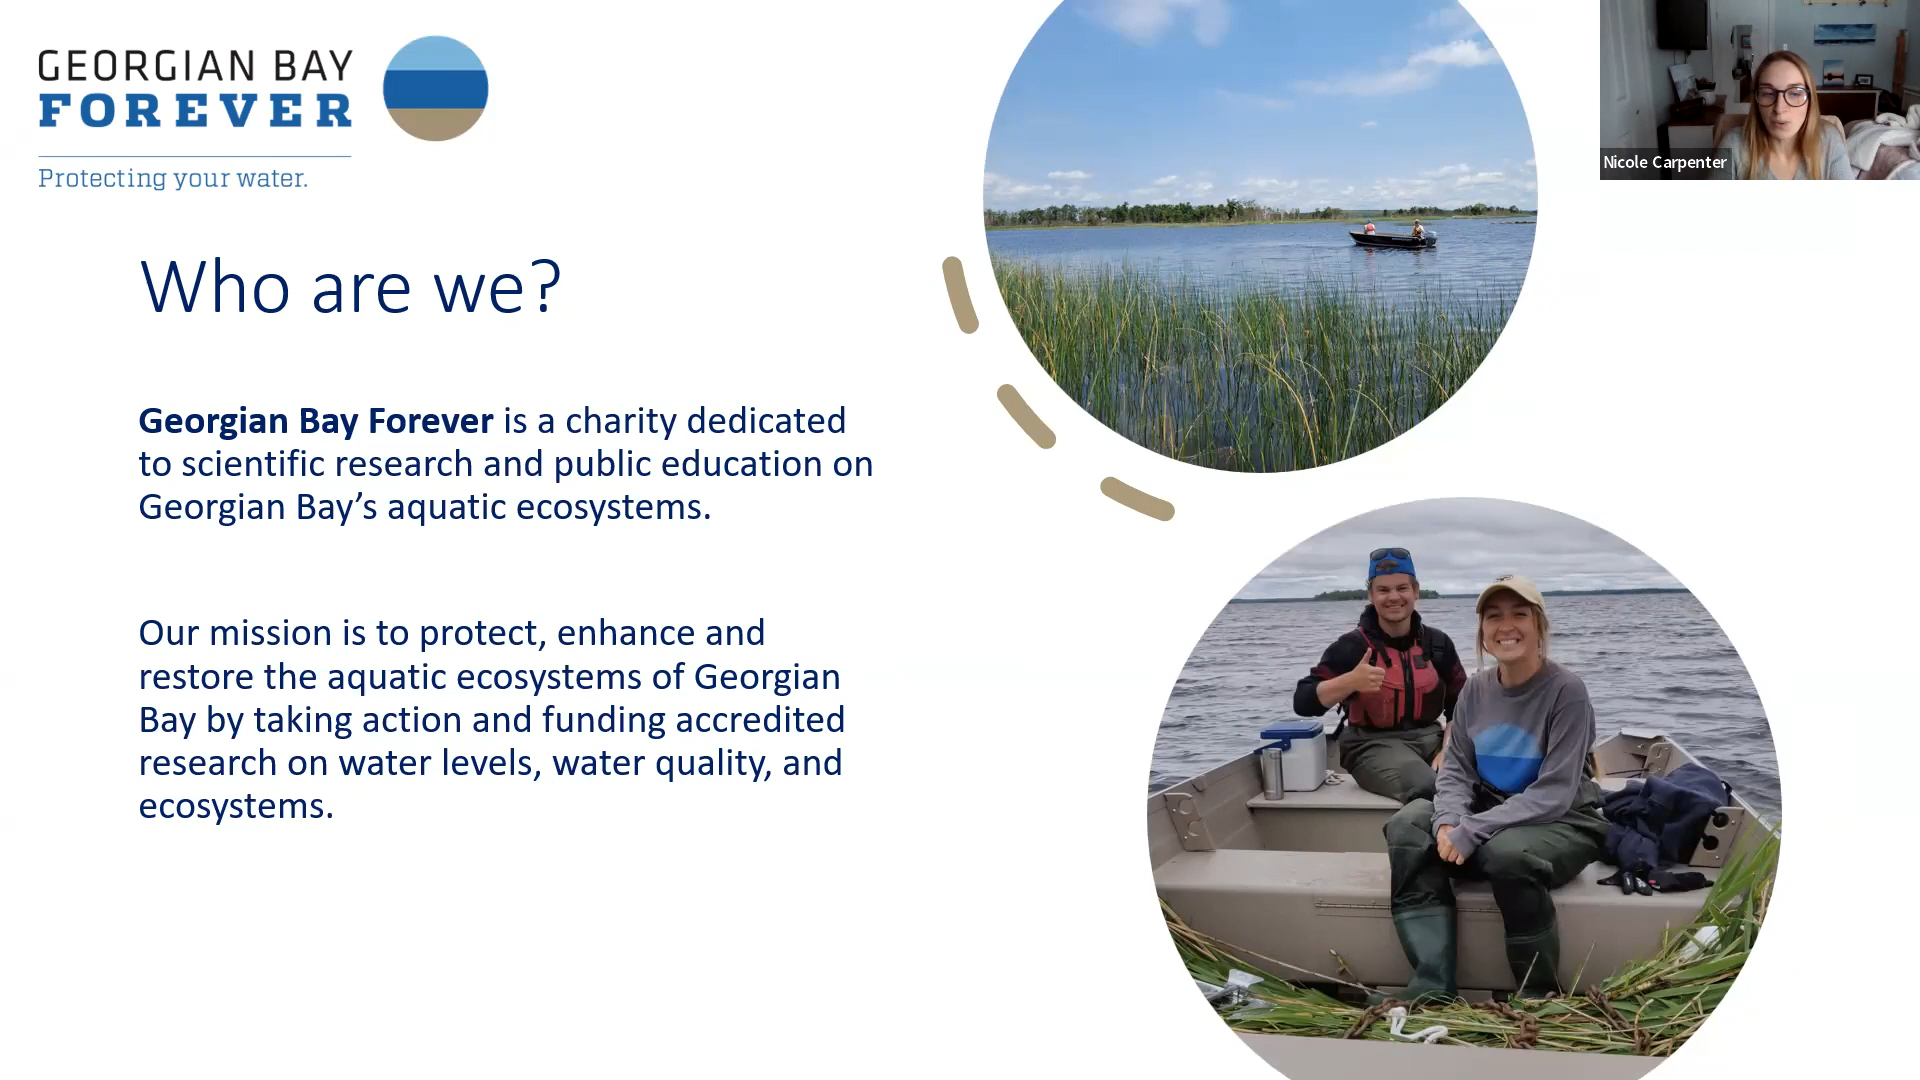 GEORGIAN BAY
FOREVER
Protecting your water.
Nicole Carpenter
Who are we?
Georgian Bay Forever is a charity dedicated
to scientific research and public education on
Georgian Bay’s aquatic ecosystems.
Our mission is to protect, enhance and
restore the aquatic ecosystems of Georgian
Bay by taking action and funding accredited
research on water levels, water quality, and
ecosystems.